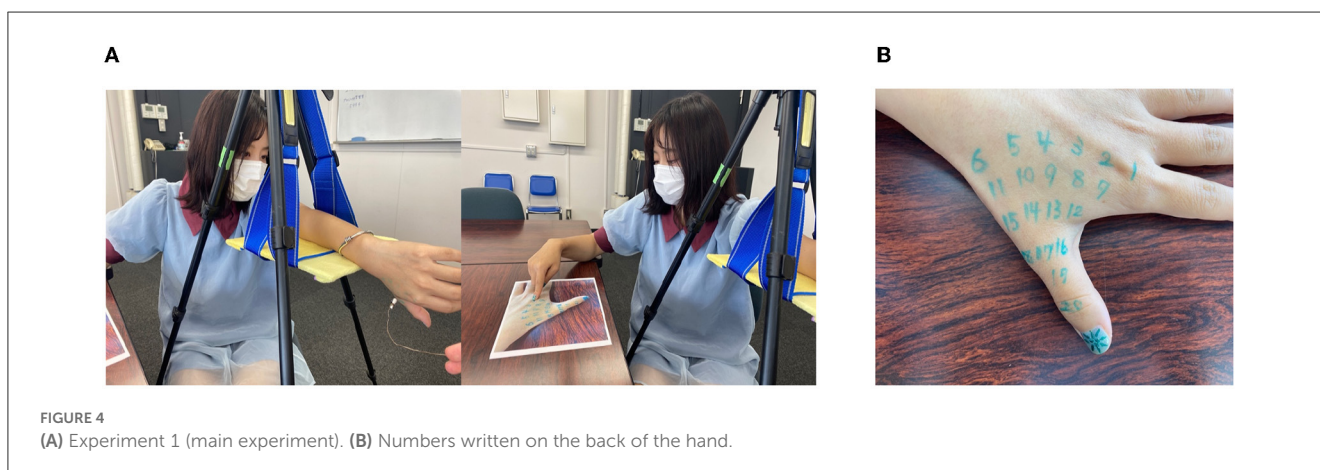 A
B
6 5 4 3 2 1
11 10 9 8 7
15 14 13 12
17 16
19
20
FIGURE 4
(A) Experiment 1 (main experiment). (B) Numbers written on the back of the hand.